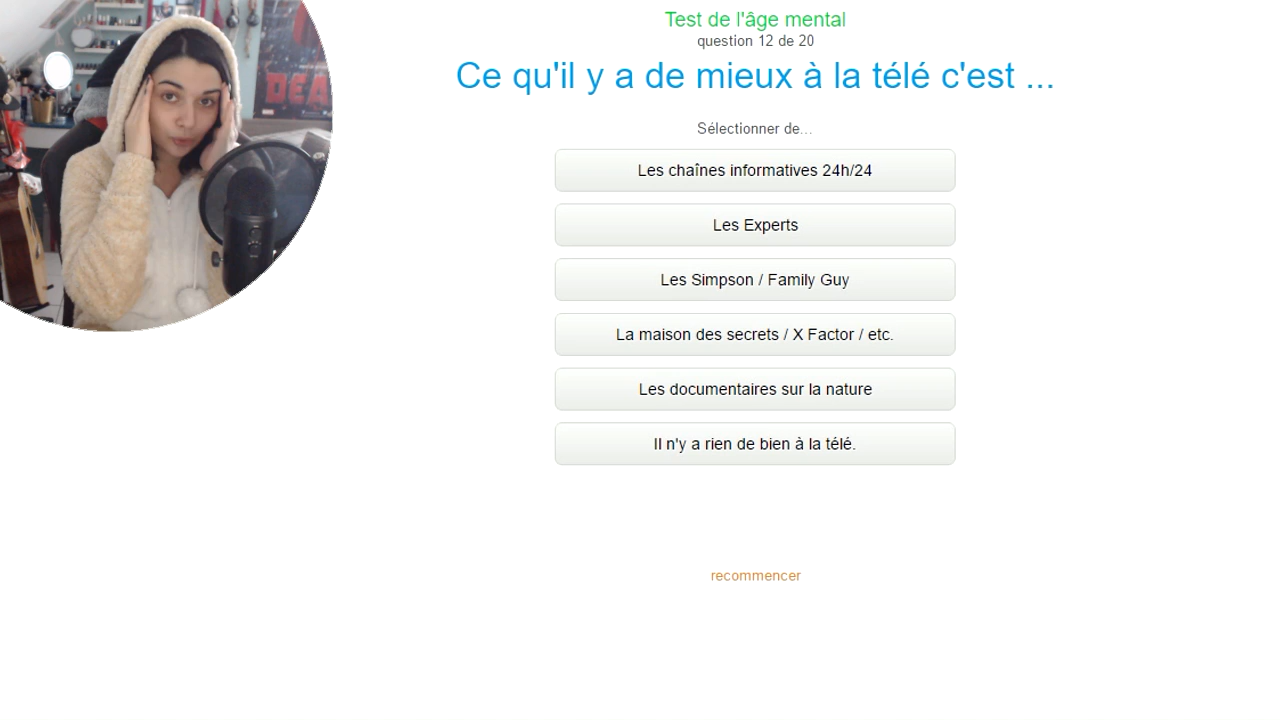 DEA
Test de l'âge mental
question 12 de 20
Ce qu'il y a de mieux à la télé c'est ...
Sélectionner de...
Les chaînes informatives 24h/24
Les Experts
Les Simpson / Family Guy
La maison des secrets / X Factor / etc.
Les documentaires sur la nature
Il n'y a rien de bien à la télé.
recommencer